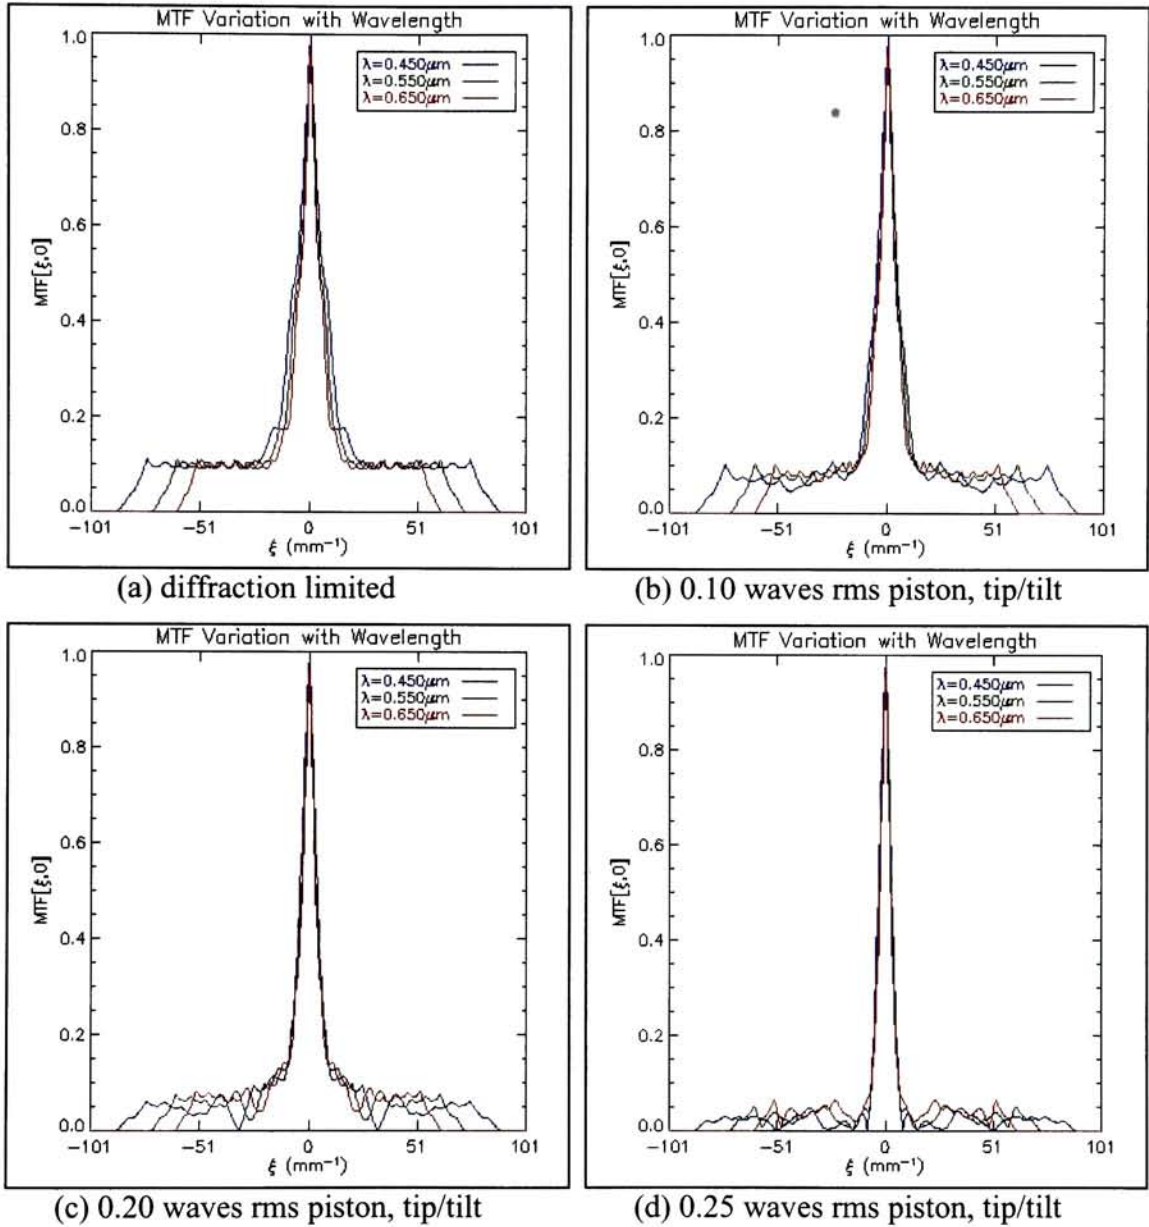 MTF Variation with Wavelength
1.0
0.8
0.6
0.4
0.2
0.0
MTF[ξ,0]
λ=0.450μm
λ=0.550μm
λ=0.650μm
−101
−51
0
51
101
ξ (mm⁻¹)
(a) diffraction limited
MTF Variation with Wavelength
1.0
0.8
0.6
0.4
0.2
0.0
MTF[ξ,0]
λ=0.450μm
λ=0.550μm
λ=0.650μm
−101
−51
0
51
101
ξ (mm⁻¹)
(b) 0.10 waves rms piston, tip/tilt
MTF Variation with Wavelength
1.0
0.8
0.6
0.4
0.2
0.0
MTF[ξ,0]
λ=0.450μm
λ=0.550μm
λ=0.650μm
−101
−51
0
51
101
ξ (mm⁻¹)
(c) 0.20 waves rms piston, tip/tilt
MTF Variation with Wavelength
1.0
0.8
0.6
0.4
0.2
0.0
MTF[ξ,0]
λ=0.450μm
λ=0.550μm
λ=0.650μm
−101
−51
0
51
101
ξ (mm⁻¹)
(d) 0.25 waves rms piston, tip/tilt